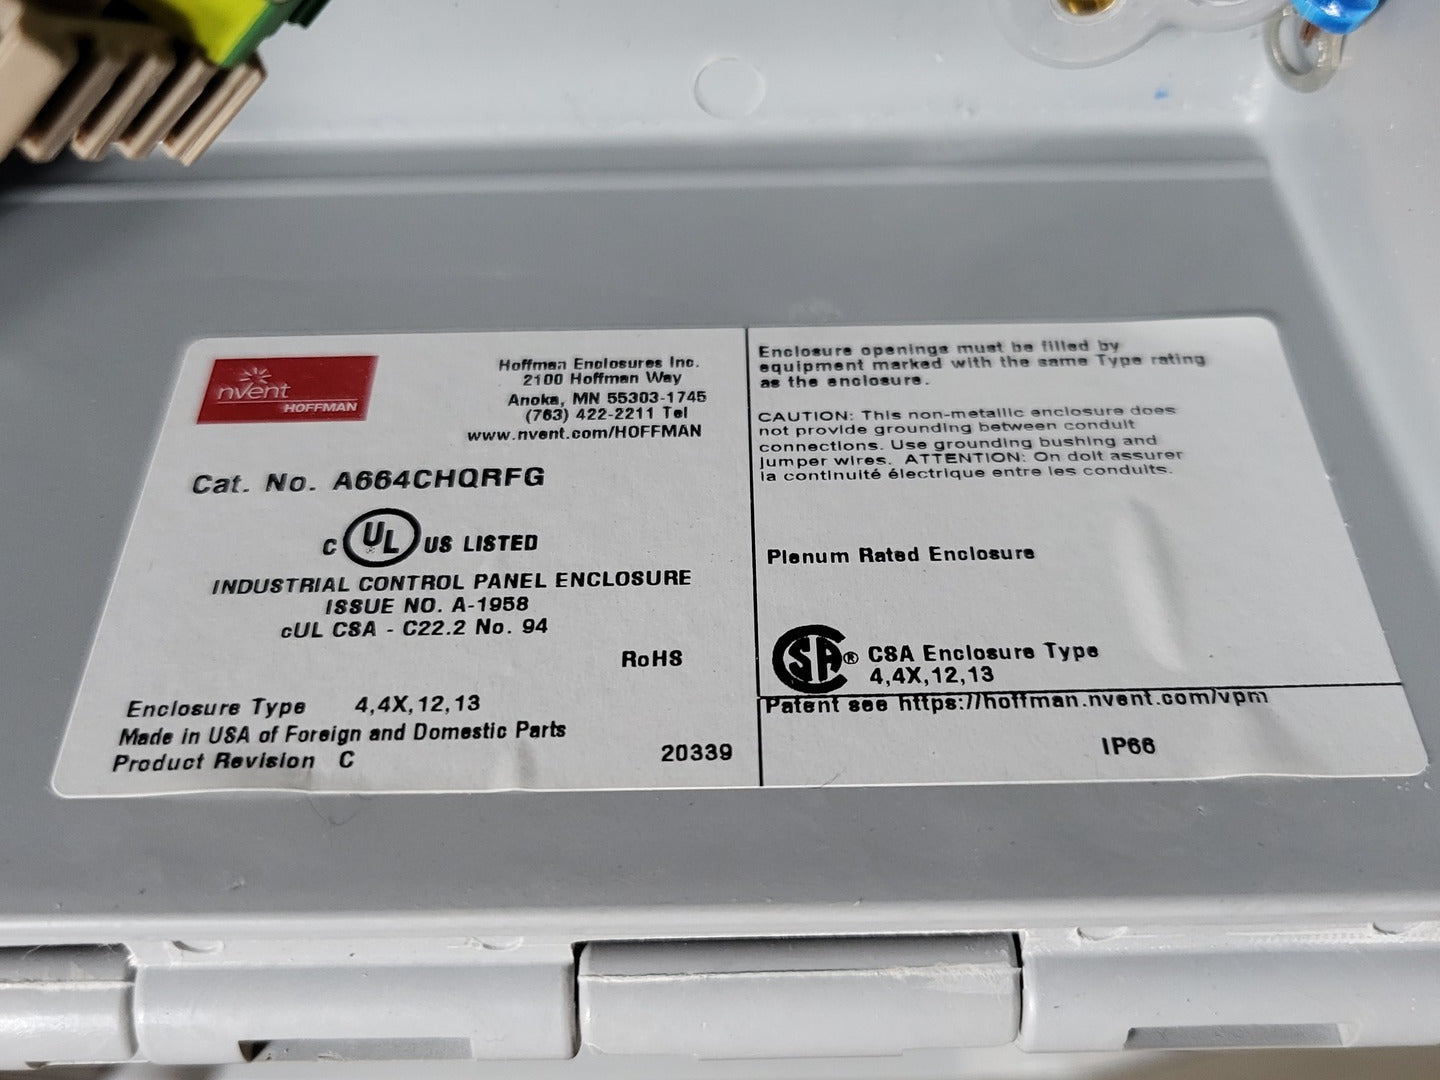 nVent
HOFFMAN
Hoffman Enclosures Inc.
2100 Hoffman Way
Anoka, MN 55303-1745
(763) 422-2211 Tel
www.nvent.com/HOFFMAN
Cat. No. A664CHQRFG
C UL US LISTED
INDUSTRIAL CONTROL PANEL ENCLOSURE
ISSUE NO. A-1958
cUL CSA - C22.2 No. 94
RoHS
Enclosure Type 4,4X,12,13
Made in USA of Foreign and Domestic Parts
Product Revision C
20339
Enclosure openings must be filled by
equipment marked with the same Type rating
as the enclosure.
CAUTION: This non-metallic enclosure does
not provide grounding between conduit
connections. Use grounding bushing and
jumper wires. ATTENTION: On doit assurer
la continuité électrique entre les conduits.
Plenum Rated Enclosure
SA® CSA Enclosure Type
4,4X,12,13
Patent see https://hoffman.nvent.com/vpm
IP66